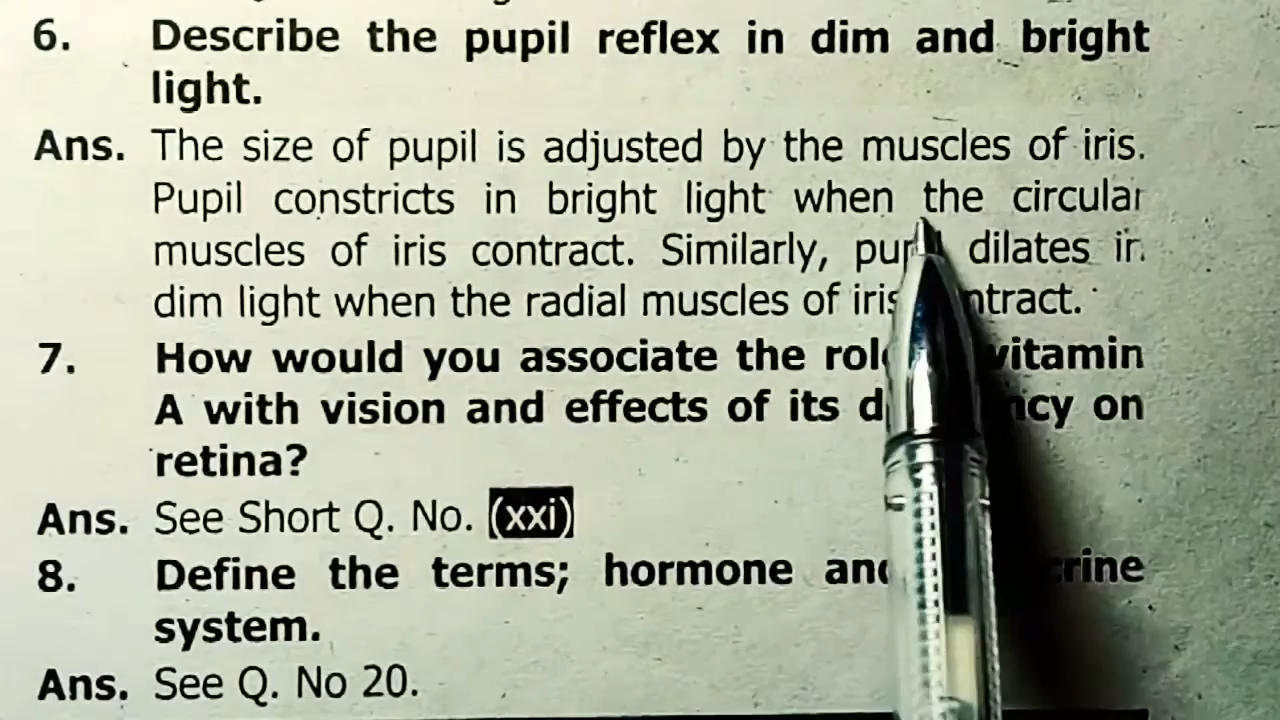 6. Describe the pupil reflex in dim and bright
light.
Ans. The size of pupil is adjusted by the muscles of iris.
Pupil constricts in bright light when the circular
muscles of iris contract. Similarly, dilates in
dim light when the radial muscles of iris
7. How would you associate the vitamin
A with vision and effects of its on
retina?
Ans. See Short Q. No. (xxi)
8. Define the terms; hormone
system.
Ans. See Q. No 20.